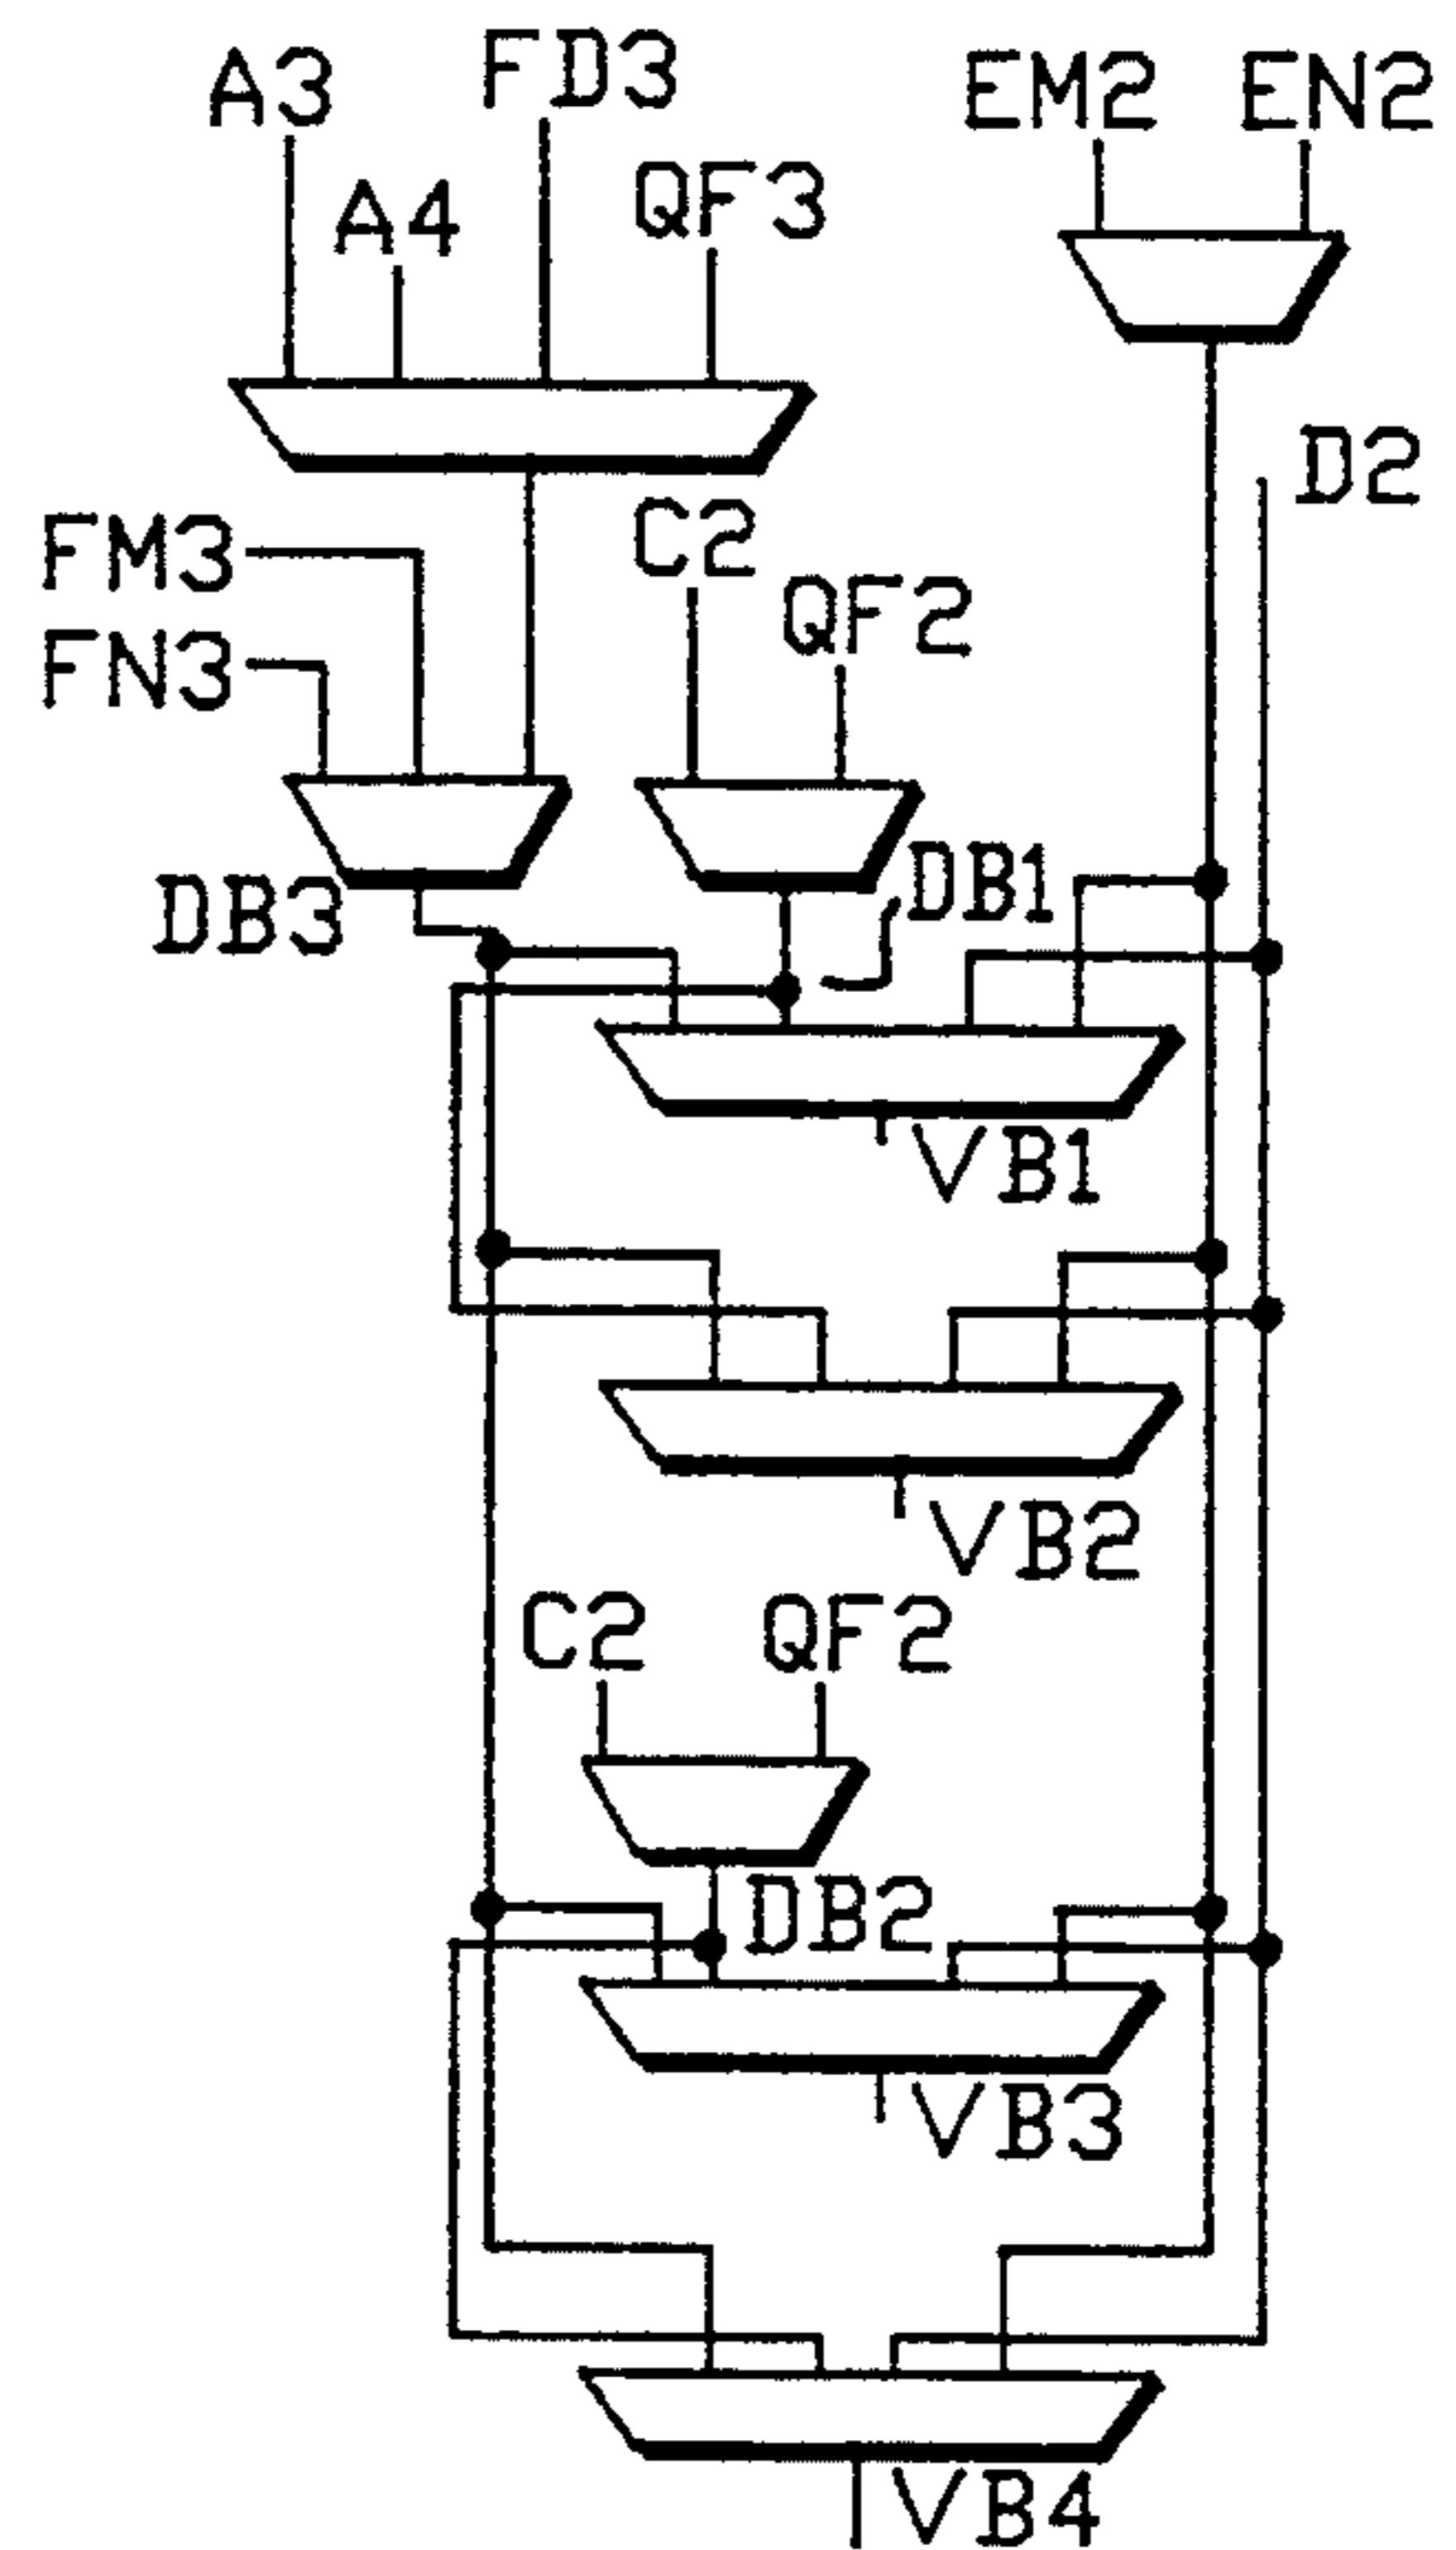 FD3
A3
EM2 EN2
QF3
A4
D2
FM3
C2
QF2
FN3
DB1
DB3
VB1
VB2
C2 QF2
DB2
VB3
VB4